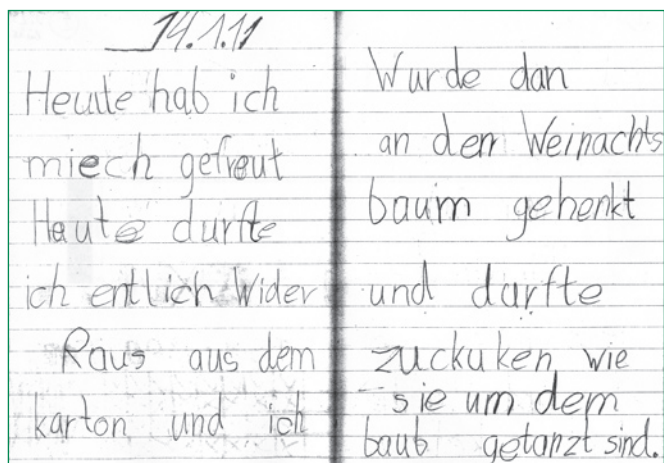 14.1.11
Heute hab ich
miech gefreut
Heute durfte
ich entlich Wider
Raus aus dem
karton und ich
Wurde dan
an den Weinachts
baum gehenkt
und durfte
zuckuken wie
sie um dem
baub getanzt sind.